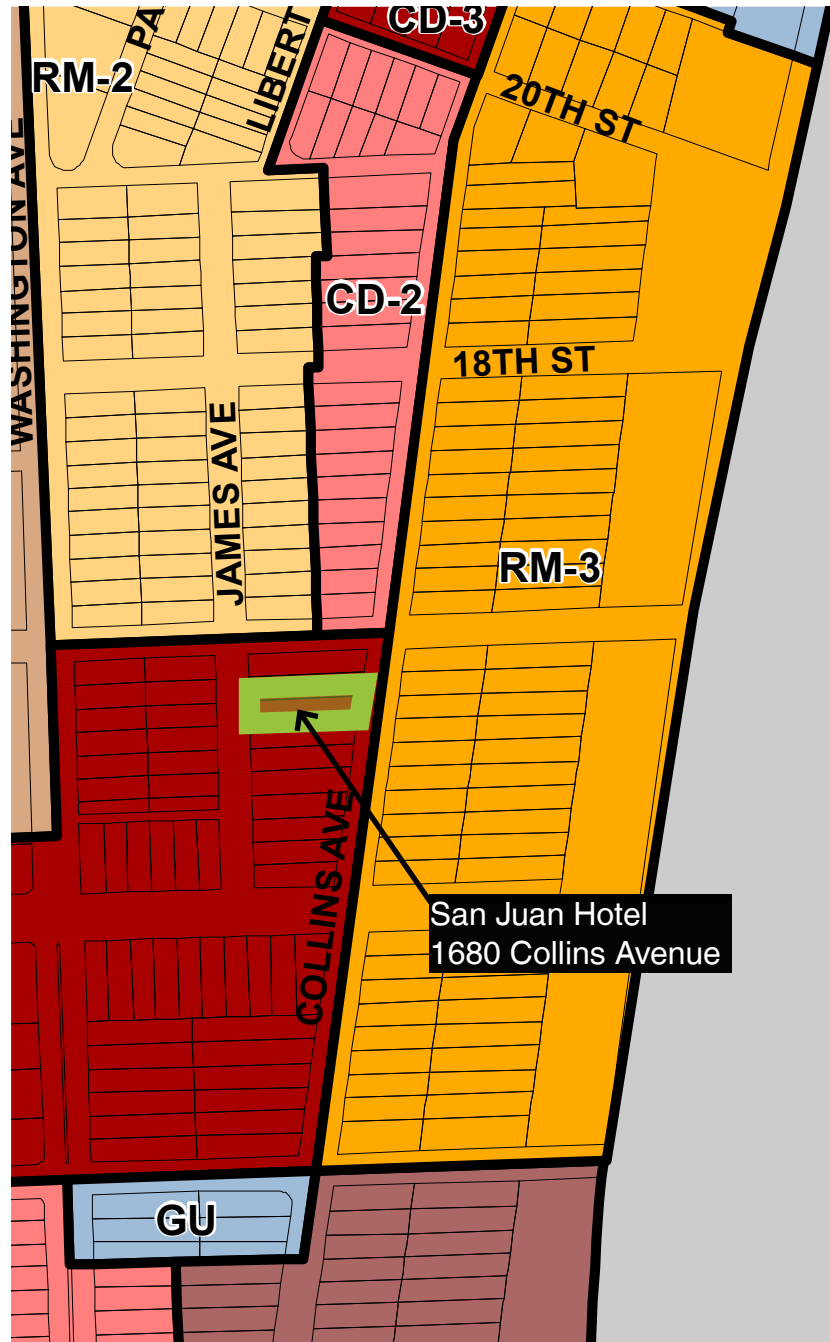 CD-3
PA
RM-2
LIBERT
20TH ST
WASHINGTON AVE
CD-2
18TH ST
JAMES AVE
RM-3
COLLINS AVE
San Juan Hotel
1680 Collins Avenue
GU